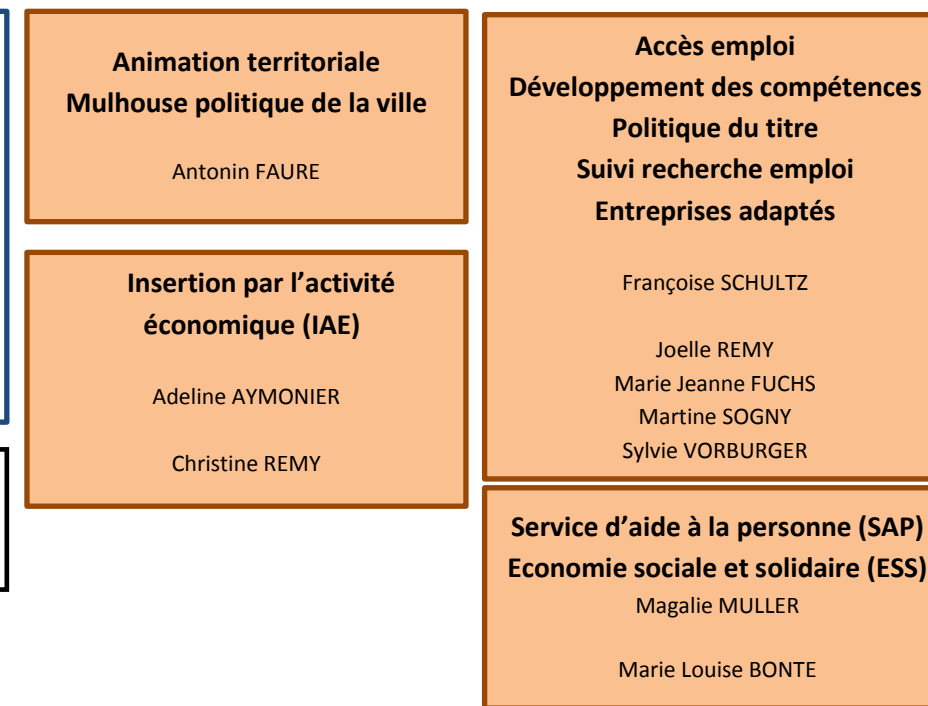 Animation territoriale
Mulhouse politique de la ville
Antonin FAURE
Insertion par l’activité
économique (IAE)
Adeline AYMONIER
Christine REMY
Accès emploi
Développement des compétences
Politique du titre
Suivi recherche emploi
Entreprises adaptés
Françoise SCHULTZ
Joelle REMY
Marie Jeanne FUCHS
Martine SOGNY
Sylvie VORBURGER
Service d’aide à la personne (SAP)
Economie sociale et solidaire (ESS)
Magalie MULLER
Marie Louise BONTE